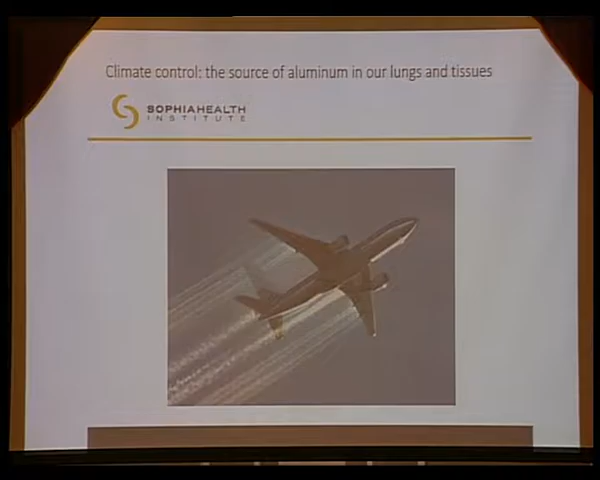 Climate control: the source of aluminum in our lungs and tissues
SOPHIAHEALTH
INSTITUTE